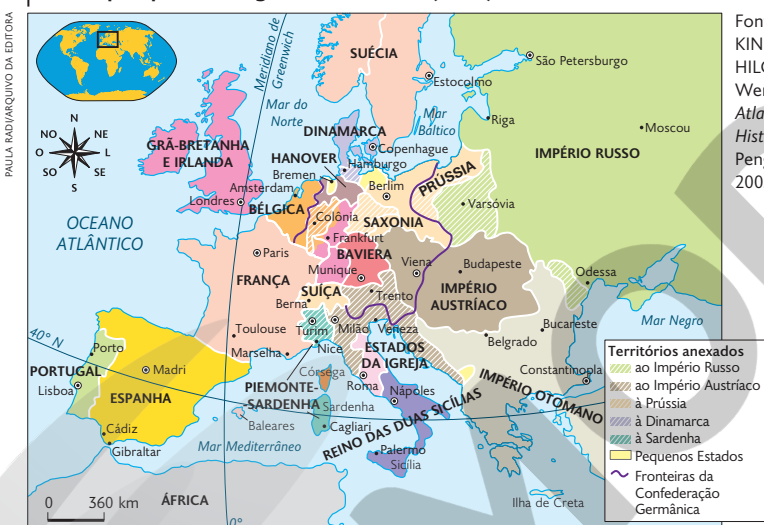 PAULA RADI/ARQUIVO DA EDITORA
Meridiano de
Greenwich
N
NO
NE
O
L
SO
SE
S
SUÉCIA
Estocolmo
São Petersburgo
Mar do
Norte
Mar
Báltico
Riga
Moscou
DINAMARCA
Copenhague
GRÃ-BRETANHA
E IRLANDA
HANOVER
Hamburgo
Bremen
IMPÉRIO RUSSO
Amsterdam
Berlim
PRÚSSIA
Londres
BÉLGICA
Colônia
SAXONIA
Varsóvia
OCEANO
ATLÂNTICO
Frankfurt
Paris
BAVIERA
Viena
Budapeste
Munique
Odessa
FRANÇA
SUÍÇA
Trento
IMPÉRIO
AUSTRÍACO
Berna
40° N
Toulouse
Turim
Milão
Veneza
Bucareste
Mar Negro
Porto
Marselha
Nice
ESTADOS
DA IGREJA
Belgrado
PORTUGAL
Madri
Córsega
Constantinopla
Lisboa
ESPANHA
PIEMONTE-
-SARDENHA
Roma
Nápoles
IMPÉRIO OTOMANO
Sardenha
Baleares
Cagliari
REINO DAS DUAS SICÍLIAS
Cádiz
Gibraltar
Mar Mediterrâneo
Palermo
Sicília
0
360 km
ÁFRICA
0°
Ilha de Creta
Territórios anexados
ao Império Russo
ao Império Austríaco
à Prússia
à Dinamarca
à Sardenha
Pequenos Estados
Fronteiras da
Confederação
Germânica
Fon
KIN
HILG
Wer
Atla
Hist
Peng
200